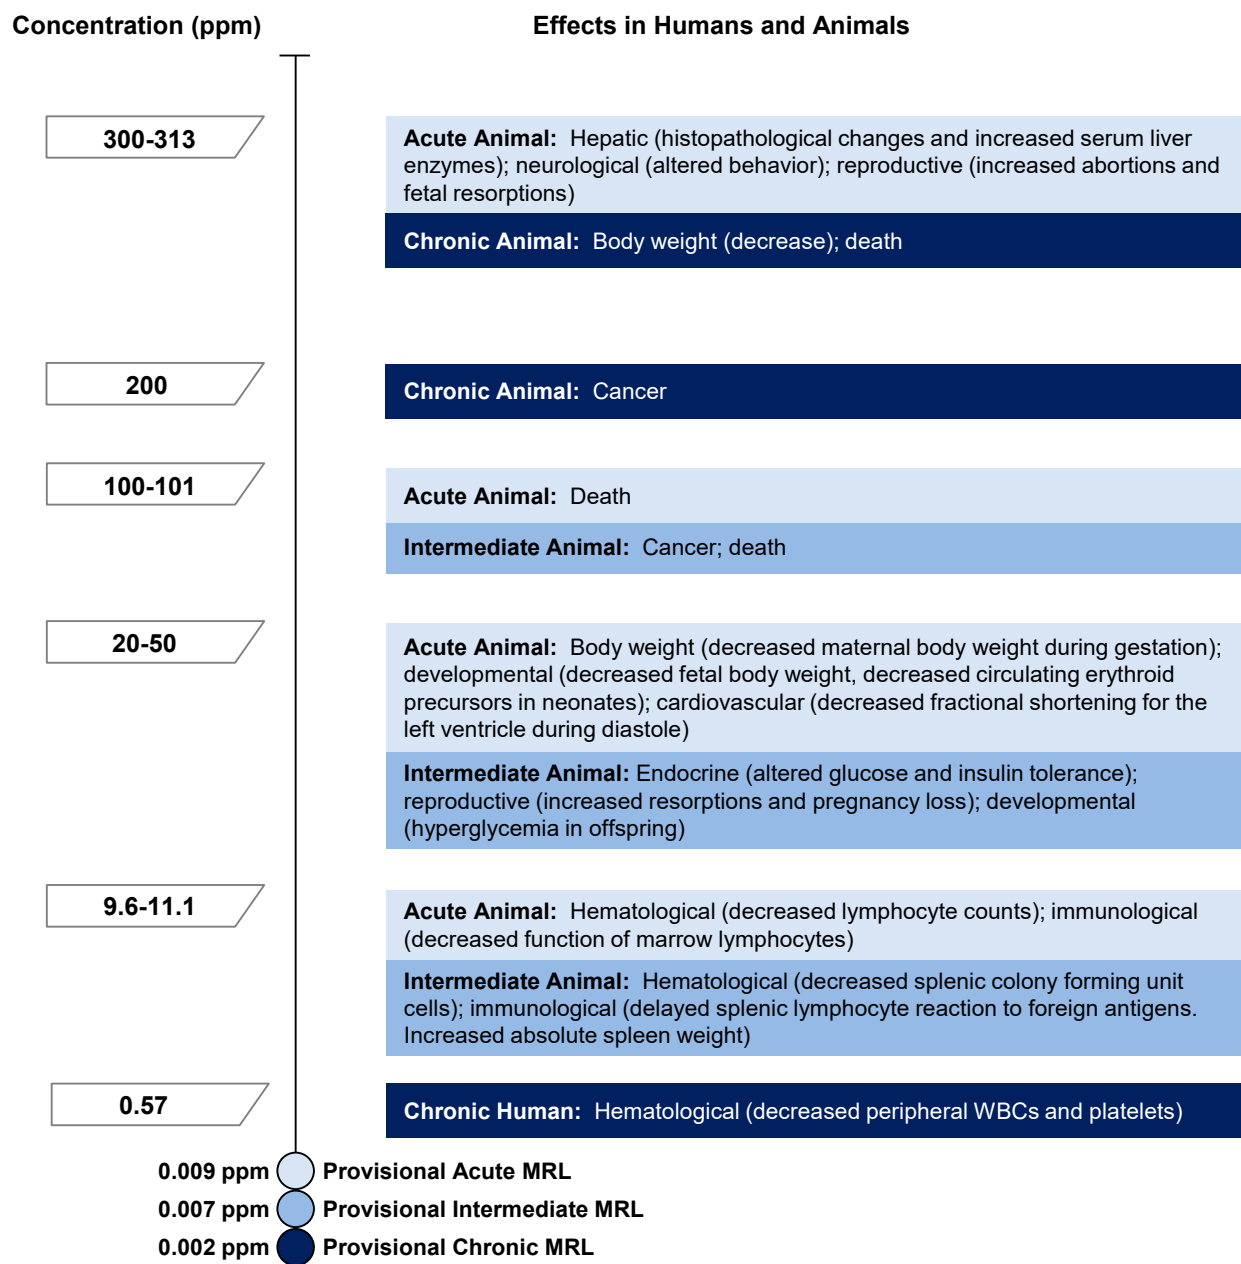 Concentration (ppm) Effects in Humans and Animals
300-313
Acute Animal: Hepatic (histopathological changes and increased serum liver
enzymes); neurological (altered behavior); reproductive (increased abortions and
fetal resorptions)
Chronic Animal: Body weight (decrease); death
200
Chronic Animal: Cancer
100-101
Acute Animal: Death
Intermediate Animal: Cancer; death
20-50
Acute Animal: Body weight (decreased maternal body weight during gestation);
developmental (decreased fetal body weight, decreased circulating erythroid
precursors in neonates); cardiovascular (decreased fractional shortening for the
left ventricle during diastole)
Intermediate Animal: Endocrine (altered glucose and insulin tolerance);
reproductive (increased resorptions and pregnancy loss); developmental
(hyperglycemia in offspring)
9.6-11.1
Acute Animal: Hematological (decreased lymphocyte counts); immunological
(decreased function of marrow lymphocytes)
Intermediate Animal: Hematological (decreased splenic colony forming unit
cells); immunological (delayed splenic lymphocyte reaction to foreign antigens.
Increased absolute spleen weight)
0.57
Chronic Human: Hematological (decreased peripheral WBCs and platelets)
0.009 ppm Provisional Acute MRL
0.007 ppm Provisional Intermediate MRL
0.002 ppm Provisional Chronic MRL